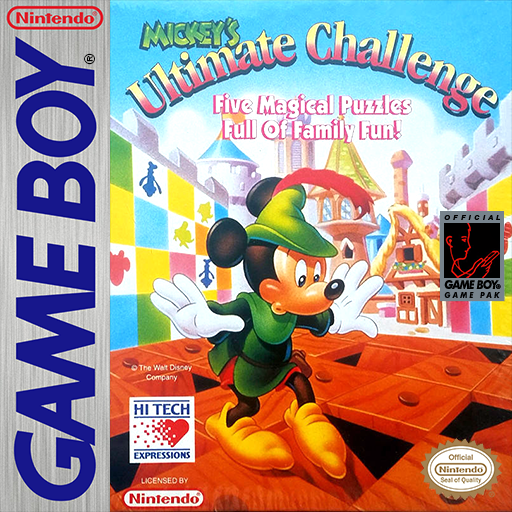 Nintendo
GAME BOY
®
MICKEY'S
Ultimate Challenge
Five Magical Puzzles
Full Of Family Fun!
OFFICIAL
GAME BOY®
GAME PAK
© The Walt Disney
Company
HI TECH
EXPRESSIONS
LICENSED BY
Nintendo
Official
Nintendo
Seal of Quality